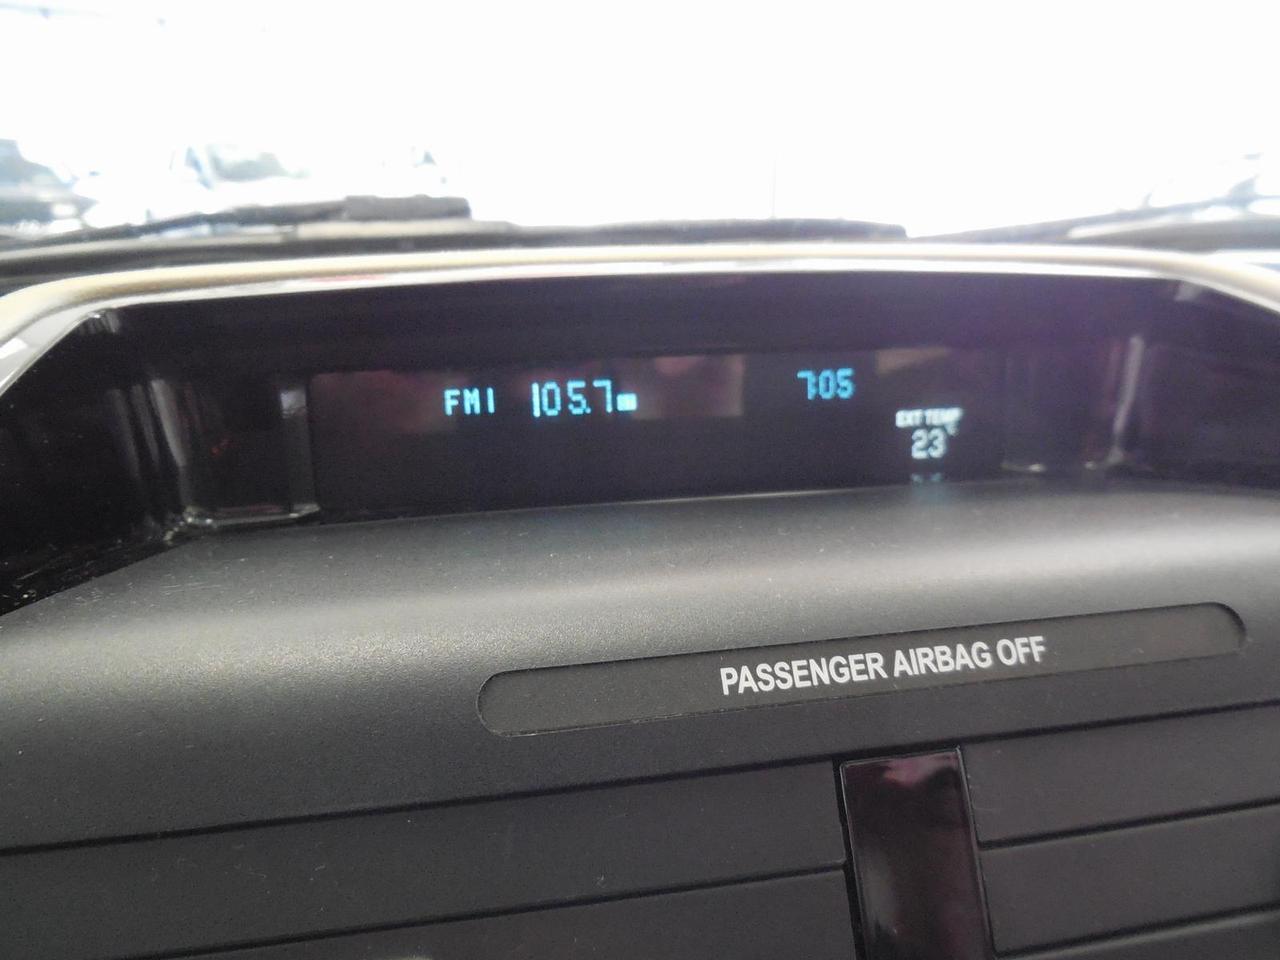 FM1 105.7 7:05
EXT TEMP
23°C
PASSENGER AIRBAG OFF